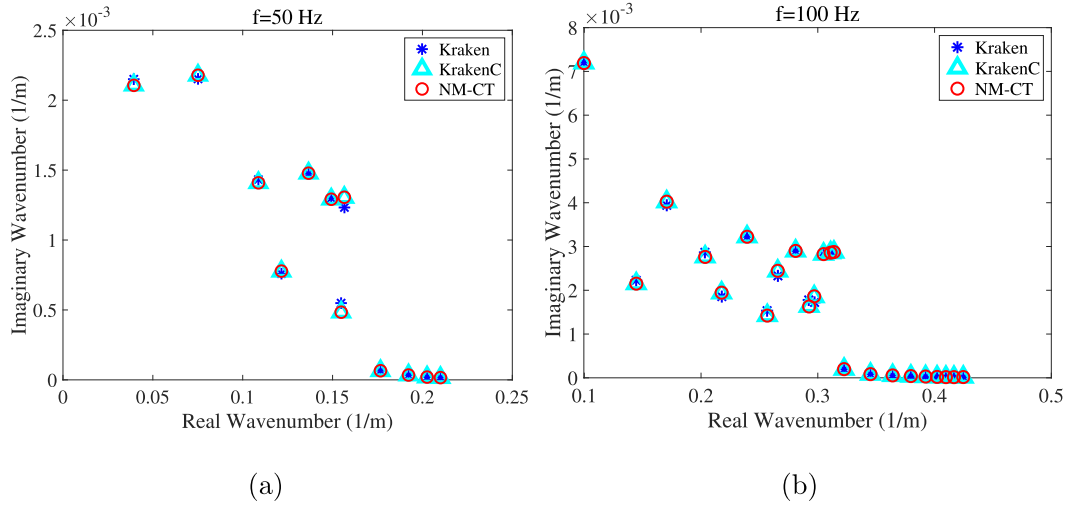 ×10⁻³
f=50 Hz
2.5
2
1.5
1
0.5
0
Imaginary Wavenumber (1/m)
Kraken
KrakenC
NM-CT
0
0.05
0.1
0.15
0.2
0.25
Real Wavenumber (1/m)
(a)
×10⁻³
f=100 Hz
8
7
6
5
4
3
2
1
0
Imaginary Wavenumber (1/m)
Kraken
KrakenC
NM-CT
0.1
0.2
0.3
0.4
0.5
Real Wavenumber (1/m)
(b)